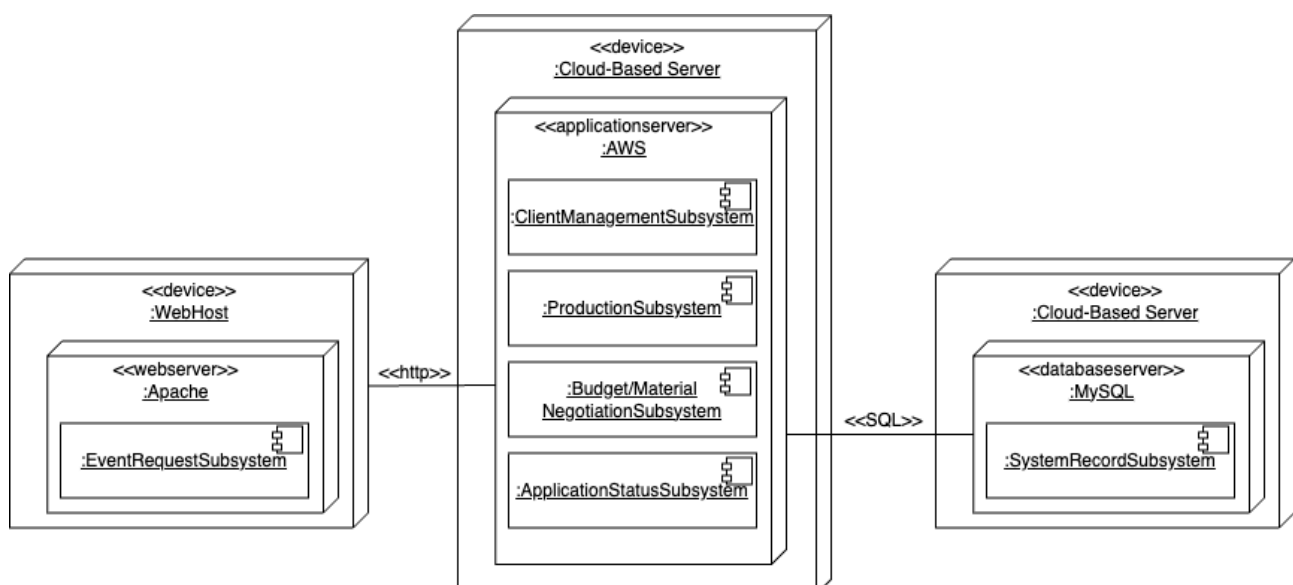 <<device>>
:WebHost
<<webserver>>
:Apache
:EventRequestSubsystem
<<http>>
<<device>>
:Cloud-Based Server
<<applicationserver>>
:AWS
:ClientManagementSubsystem
:ProductionSubsystem
:Budget/Material
NegotiationSubsystem
:ApplicationStatusSubsystem
<<SQL>>
<<device>>
:Cloud-Based Server
<<databaseserver>>
:MySQL
:SystemRecordSubsystem